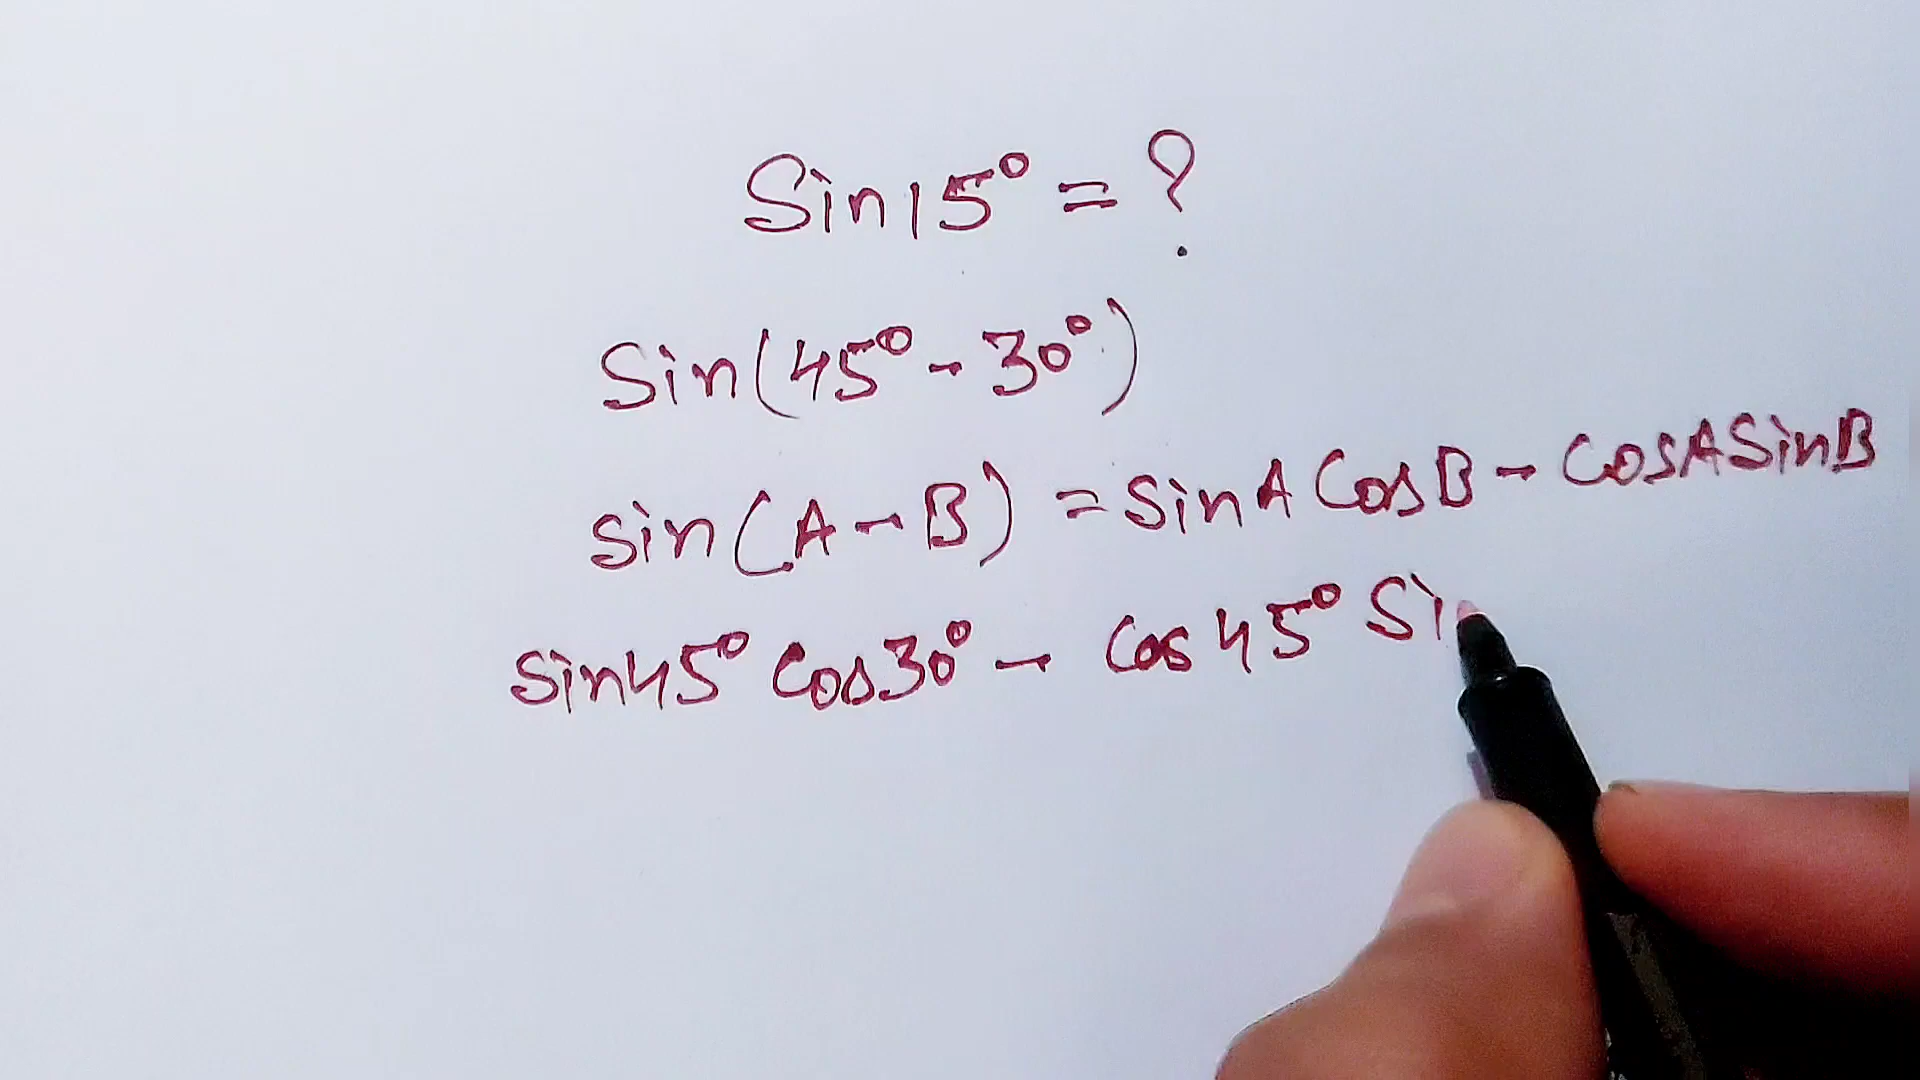 Sin15° = ?
Sin(45° - 30°)
sin(A - B) = sinA CosB - CosASinB
Sin45° Cos30° - Cos45° Si